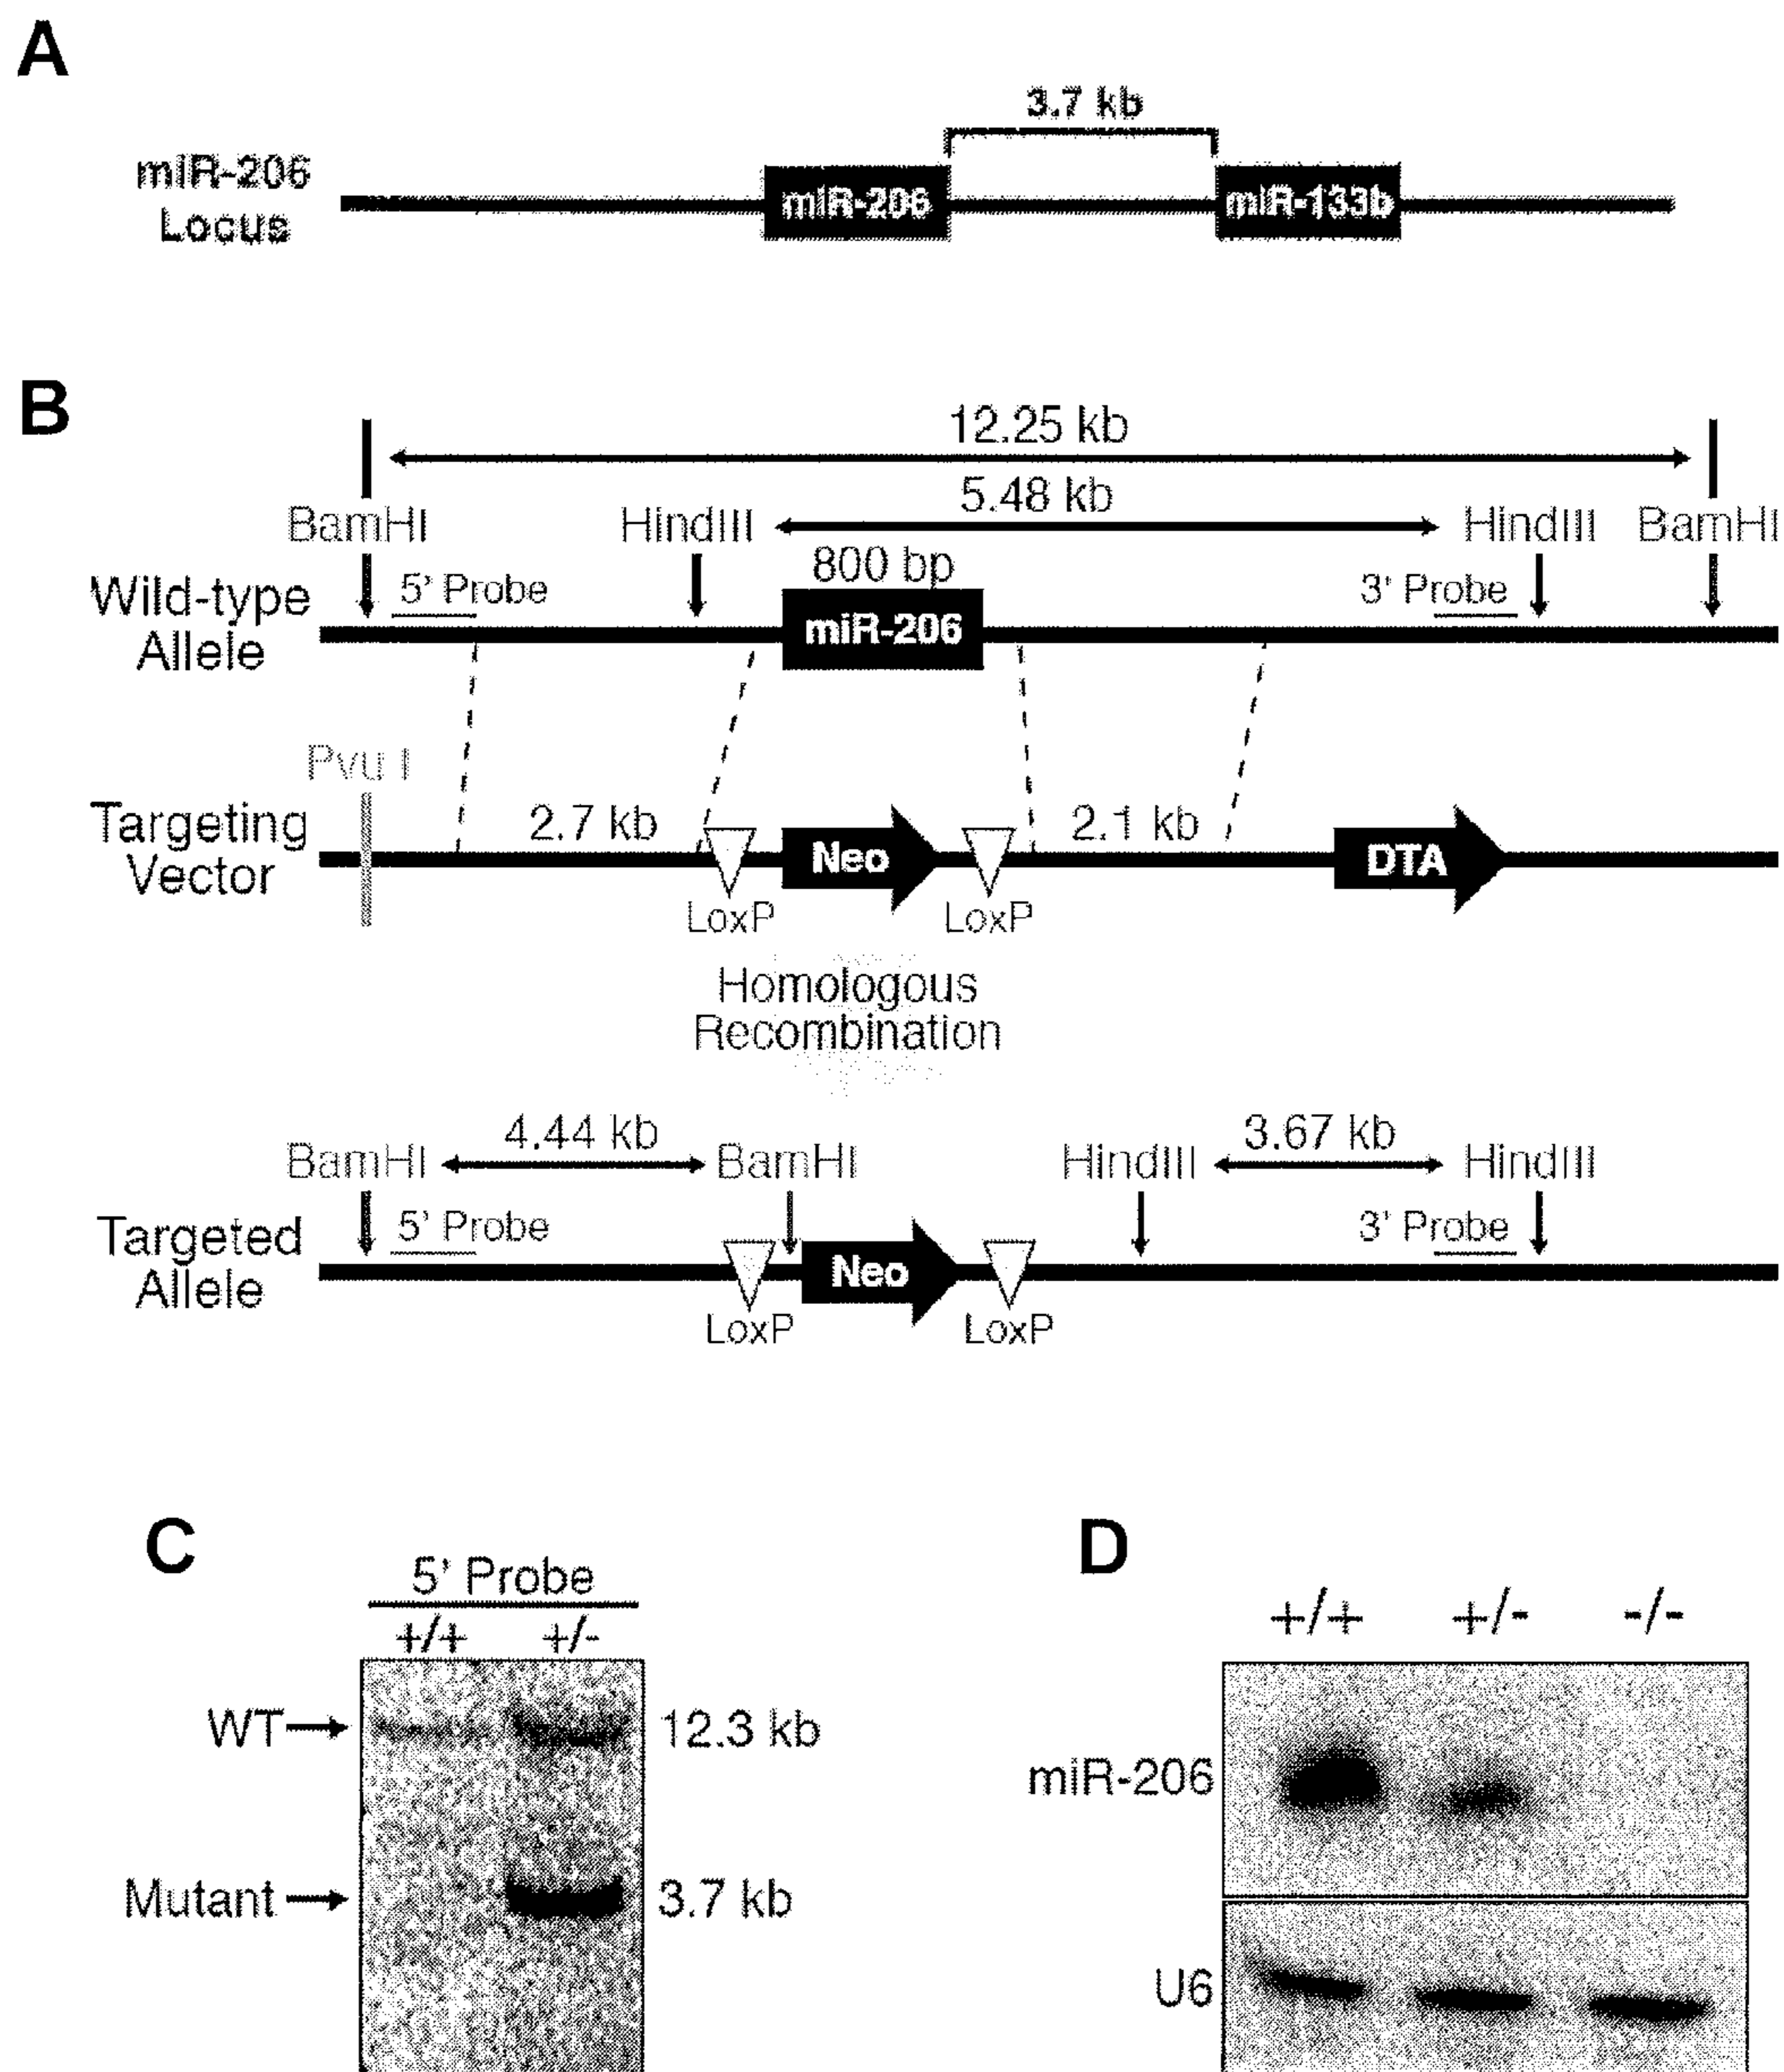 A
3.7 kb
miR-206
Locus
miR-206
miR-133b
B
12.25 kb
5.48 kb
BamHI
HindIII
HindIII
BamHI
800 bp
5' Probe
3' Probe
Wild-type
Allele
miR-206
Pvu I
Targeting
Vector
2.7 kb
Neo
2.1 kb
DTA
LoxP
LoxP
Homologous
Recombination
4.44 kb
3.67 kb
BamHI
BamHI
HindIII
HindIII
5' Probe
3' Probe
Targeted
Allele
Neo
LoxP
LoxP
C
5' Probe
+/+ +/-
WT
12.3 kb
Mutant
3.7 kb
D
+/+ +/- -/-
miR-206
U6